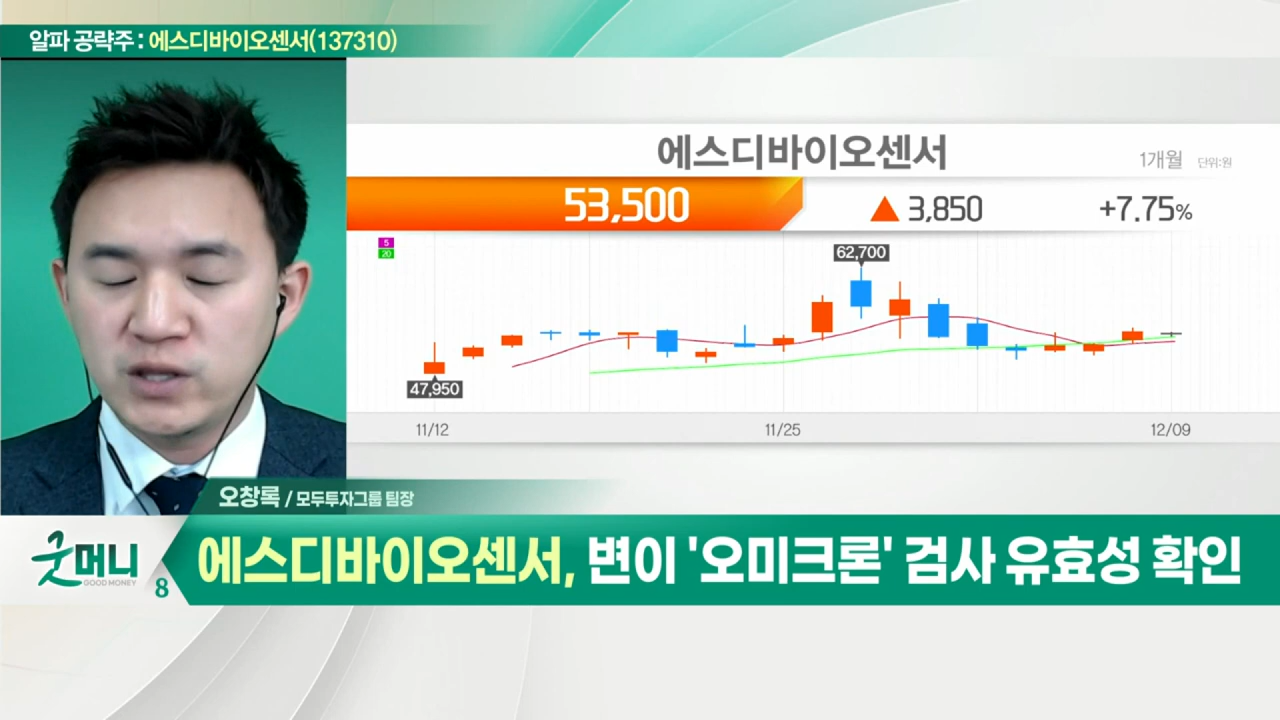 알파 공략주 : 에스디바이오센서(137310)
에스디바이오센서
1개월 단위:원
53,500 ▲ 3,850 +7.75%
5
20
62,700
47,950
11/12 11/25 12/09
오창록 / 모두투자그룹 팀장
굿머니
GOOD MONEY
8
에스디바이오센서, 변이 '오미크론' 검사 유효성 확인